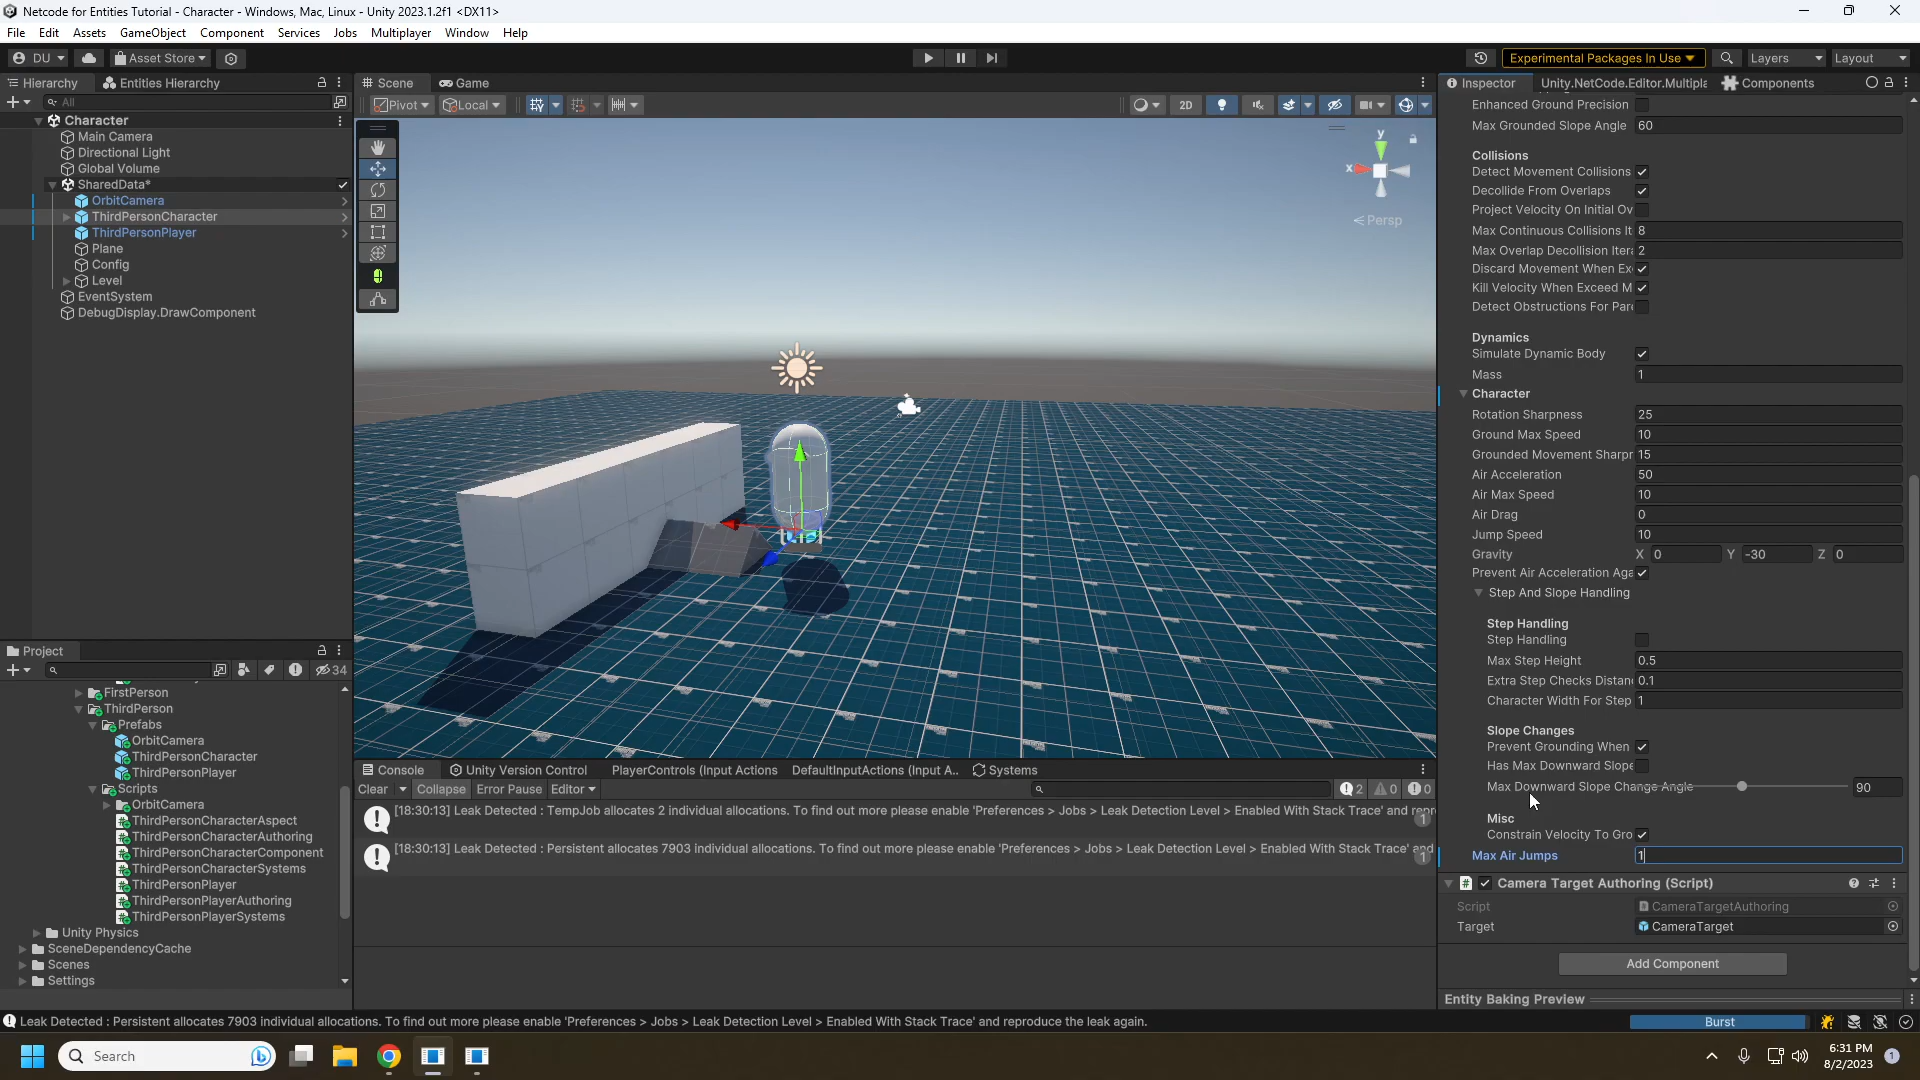 Netcode for Entities Tutorial - Character - Windows, Mac, Linux - Unity 2023.1.2f1 <DX11>
File Edit Assets GameObject Component Services Jobs Multiplayer Window Help
DU Asset Store Experimental Packages In Use Layers Layout
Hierarchy Entities Hierarchy
All
Character
Main Camera
Directional Light
Global Volume
SharedData*
OrbitCamera
ThirdPersonCharacter
ThirdPersonPlayer
Plane
Config
Level
EventSystem
DebugDisplay.DrawComponent
Scene Game
Pivot Local 2D
y
x
Persp
Project
34
FirstPerson
ThirdPerson
Prefabs
OrbitCamera
ThirdPersonCharacter
ThirdPersonPlayer
Scripts
OrbitCamera
ThirdPersonCharacterAspect
ThirdPersonCharacterAuthoring
ThirdPersonCharacterComponent
ThirdPersonCharacterSystems
ThirdPersonPlayer
ThirdPersonPlayerAuthoring
ThirdPersonPlayerSystems
Unity Physics
SceneDependencyCache
Scenes
Settings
Console Unity Version Control PlayerControls (Input Actions DefaultInputActions (Input A.. Systems
Clear Collapse Error Pause Editor 2 0 0
[18:30:13] Leak Detected : TempJob allocates 2 individual allocations. To find out more please enable 'Preferences > Jobs > Leak Detection Level > Enabled With Stack Trace' and repr
1
[18:30:13] Leak Detected : Persistent allocates 7903 individual allocations. To find out more please enable 'Preferences > Jobs > Leak Detection Level > Enabled With Stack Trace' and
1
Inspector Unity.NetCode.Editor.Multiple Components
Enhanced Ground Precision
Max Grounded Slope Angle 60
Collisions
Detect Movement Collisions
Decollide From Overlaps
Project Velocity On Initial Ov
Max Continuous Collisions It 8
Max Overlap Decollision Itera 2
Discard Movement When Ex
Kill Velocity When Exceed M
Detect Obstructions For Par
Dynamics
Simulate Dynamic Body
Mass 1
Character
Rotation Sharpness 25
Ground Max Speed 10
Grounded Movement Sharpr 15
Air Acceleration 50
Air Max Speed 10
Air Drag 0
Jump Speed 10
Gravity X 0 Y -30 Z 0
Prevent Air Acceleration Aga
Step And Slope Handling
Step Handling
Step Handling
Max Step Height 0.5
Extra Step Checks Distan 0.1
Character Width For Step 1
Slope Changes
Prevent Grounding When
Has Max Downward Slope
Max Downward Slope Change Angle 90
Misc
Constrain Velocity To Gro
Max Air Jumps 1
Camera Target Authoring (Script)
Script CameraTargetAuthoring
Target CameraTarget
Add Component
Entity Baking Preview
Leak Detected : Persistent allocates 7903 individual allocations. To find out more please enable 'Preferences > Jobs > Leak Detection Level > Enabled With Stack Trace' and reproduce the leak again.
Burst
Search
6:31 PM
8/2/2023
1